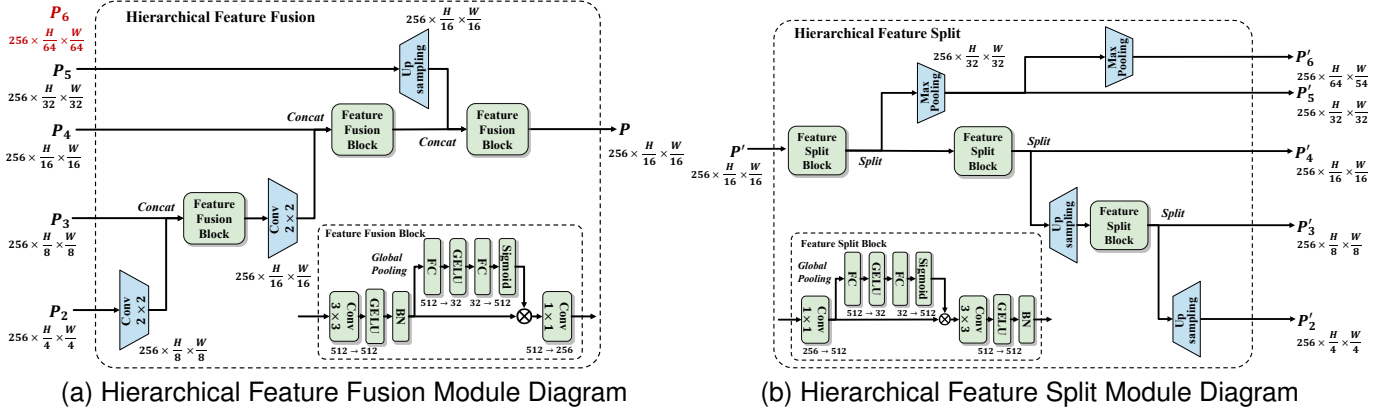 Hierarchical Feature Fusion
P₆
256 × H/64 × W/64
P₅
256 × H/32 × W/32
P₄
256 × H/16 × W/16
P₃
256 × H/8 × W/8
P₂
256 × H/4 × W/4
256 × H/16 × W/16
Up sampling
Concat
Feature Fusion Block
Concat
Feature Fusion Block
P
256 × H/16 × W/16
Concat
Feature Fusion Block
Conv 2 × 2
256 × H/16 × W/16
Conv 2 × 2
256 × H/8 × W/8
Feature Fusion Block
Global Pooling
FC
GELU
FC
Sigmoid
512 → 32
32 → 512
Conv 3 × 3
GELU
BN
512 → 512
⊗
Conv 1 × 1
512 → 256
(a) Hierarchical Feature Fusion Module Diagram
Hierarchical Feature Split
256 × H/32 × W/32
Max Pooling
Max Pooling
P′₆
256 × H/64 × W/54
P′₅
256 × H/32 × W/32
P′
256 × H/16 × W/16
Feature Split Block
Split
Feature Split Block
Split
P′₄
256 × H/16 × W/16
Up sampling
Feature Split Block
Split
P′₃
256 × H/8 × W/8
Up sampling
P′₂
256 × H/4 × W/4
Feature Split Block
Global Pooling
FC
GELU
FC
Sigmoid
512 → 32
32 → 512
Conv 1 × 1
256 → 512
⊗
Conv 3 × 3
GELU
BN
512 → 512
(b) Hierarchical Feature Split Module Diagram